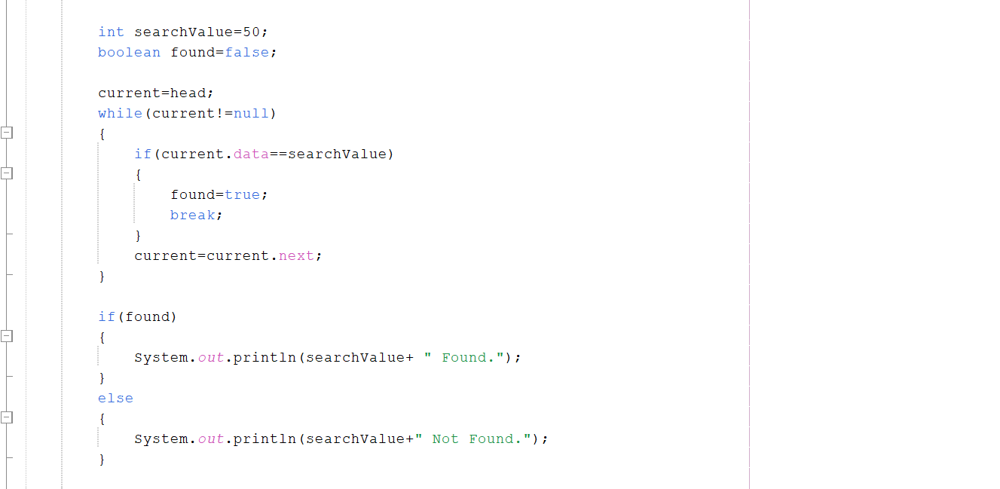 int searchValue=50;
boolean found=false;
current=head;
while(current!=null)
{
if(current.data==searchValue)
{
found=true;
break;
}
current=current.next;
}
if(found)
{
System.out.println(searchValue+ " Found.");
}
else
{
System.out.println(searchValue+" Not Found.");
}